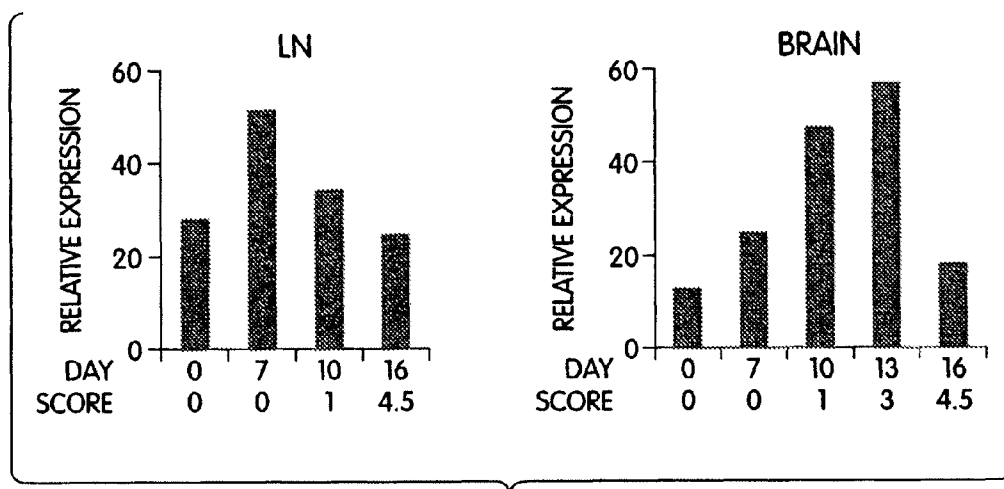 LN
RELATIVE EXPRESSION
60
40
20
0
DAY 0 7 10 16
SCORE 0 0 1 4.5
BRAIN
RELATIVE EXPRESSION
60
40
20
0
DAY 0 7 10 13 16
SCORE 0 0 1 3 4.5